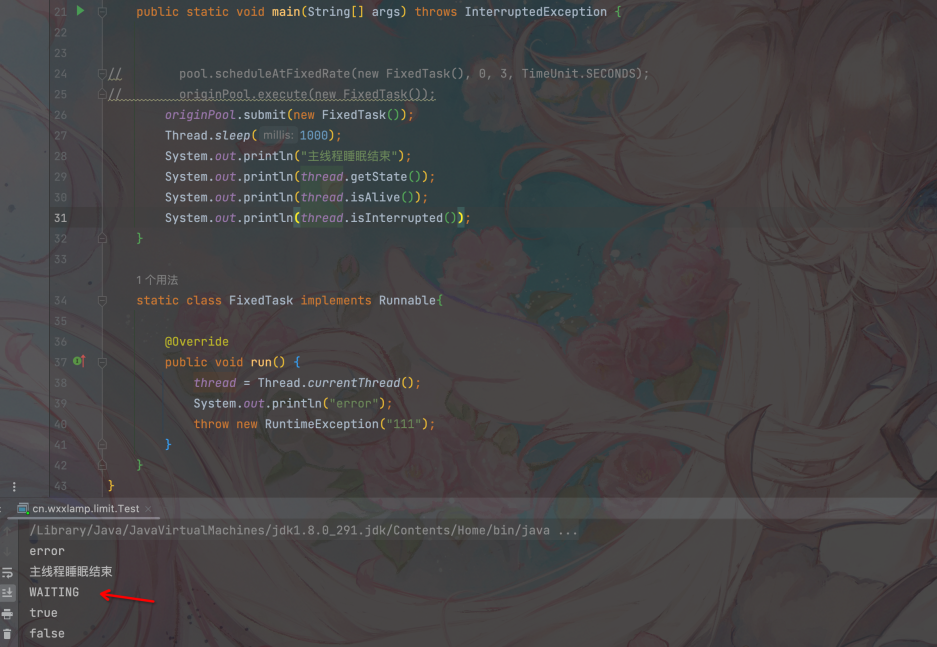 21 public static void main(String[] args) throws InterruptedException {
22
23
24 // pool.scheduleAtFixedRate(new FixedTask(), 0, 3, TimeUnit.SECONDS);
25 // originPool.execute(new FixedTask());
26 originPool.submit(new FixedTask());
27 Thread.sleep( millis: 1000);
28 System.out.println("主线程睡眠结束");
29 System.out.println(thread.getState());
30 System.out.println(thread.isAlive());
31 System.out.println(thread.isInterrupted());
32 }
33
1 个用法
34 static class FixedTask implements Runnable{
35
36 @Override
37 public void run() {
38 thread = Thread.currentThread();
39 System.out.println("error");
40 throw new RuntimeException("111");
41 }
42 }
43 }
cn.wxxlamp.limit.Test ×
/Library/Java/JavaVirtualMachines/jdk1.8.0_291.jdk/Contents/Home/bin/java ...
error
主线程睡眠结束
WAITING
true
false